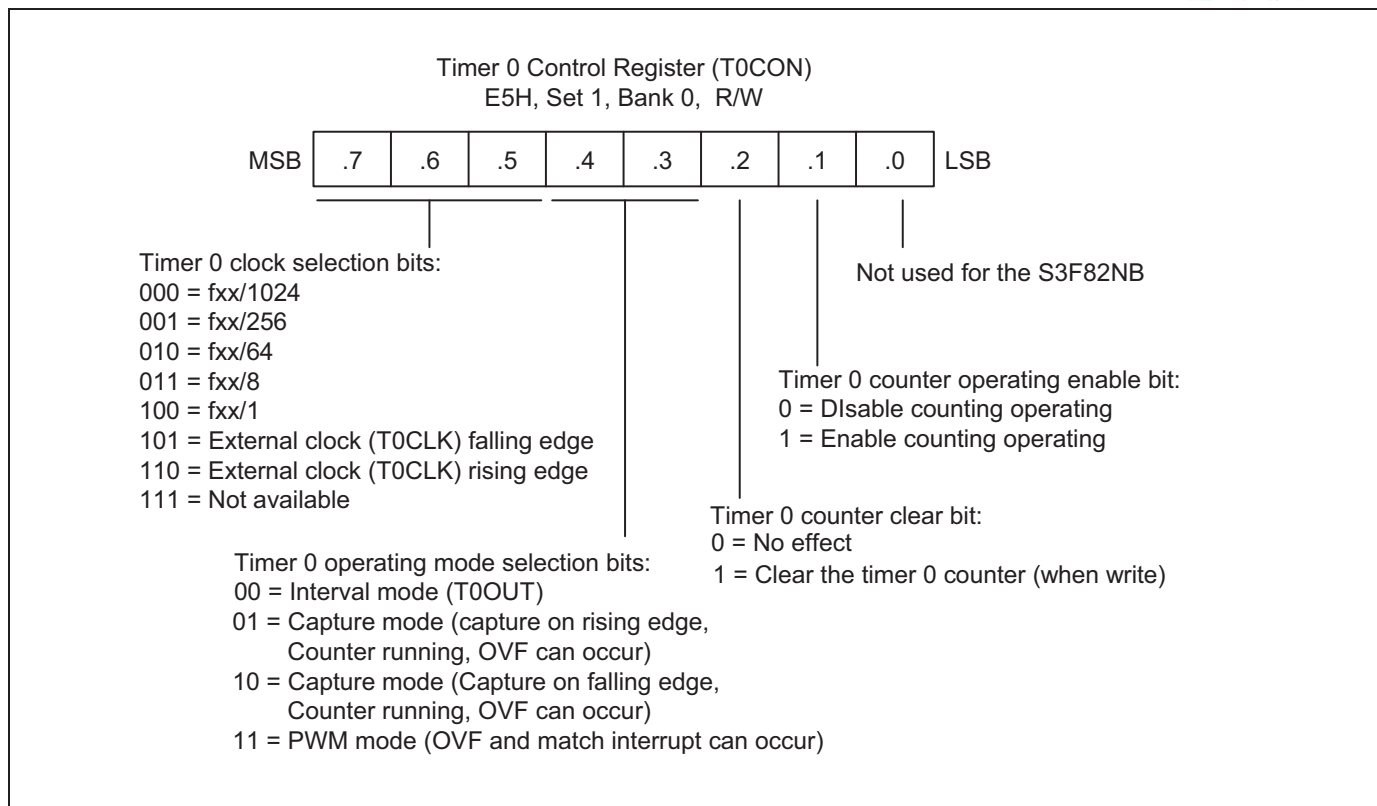 Timer 0 Control Register (T0CON)
E5H, Set 1, Bank 0, R/W
MSB .7 .6 .5 .4 .3 .2 .1 .0 LSB
Timer 0 clock selection bits:
000 = fxx/1024
001 = fxx/256
010 = fxx/64
011 = fxx/8
100 = fxx/1
101 = External clock (T0CLK) falling edge
110 = External clock (T0CLK) rising edge
111 = Not available
Not used for the S3F82NB
Timer 0 counter operating enable bit:
0 = DIsable counting operating
1 = Enable counting operating
Timer 0 counter clear bit:
0 = No effect
1 = Clear the timer 0 counter (when write)
Timer 0 operating mode selection bits:
00 = Interval mode (T0OUT)
01 = Capture mode (capture on rising edge,
Counter running, OVF can occur)
10 = Capture mode (Capture on falling edge,
Counter running, OVF can occur)
11 = PWM mode (OVF and match interrupt can occur)